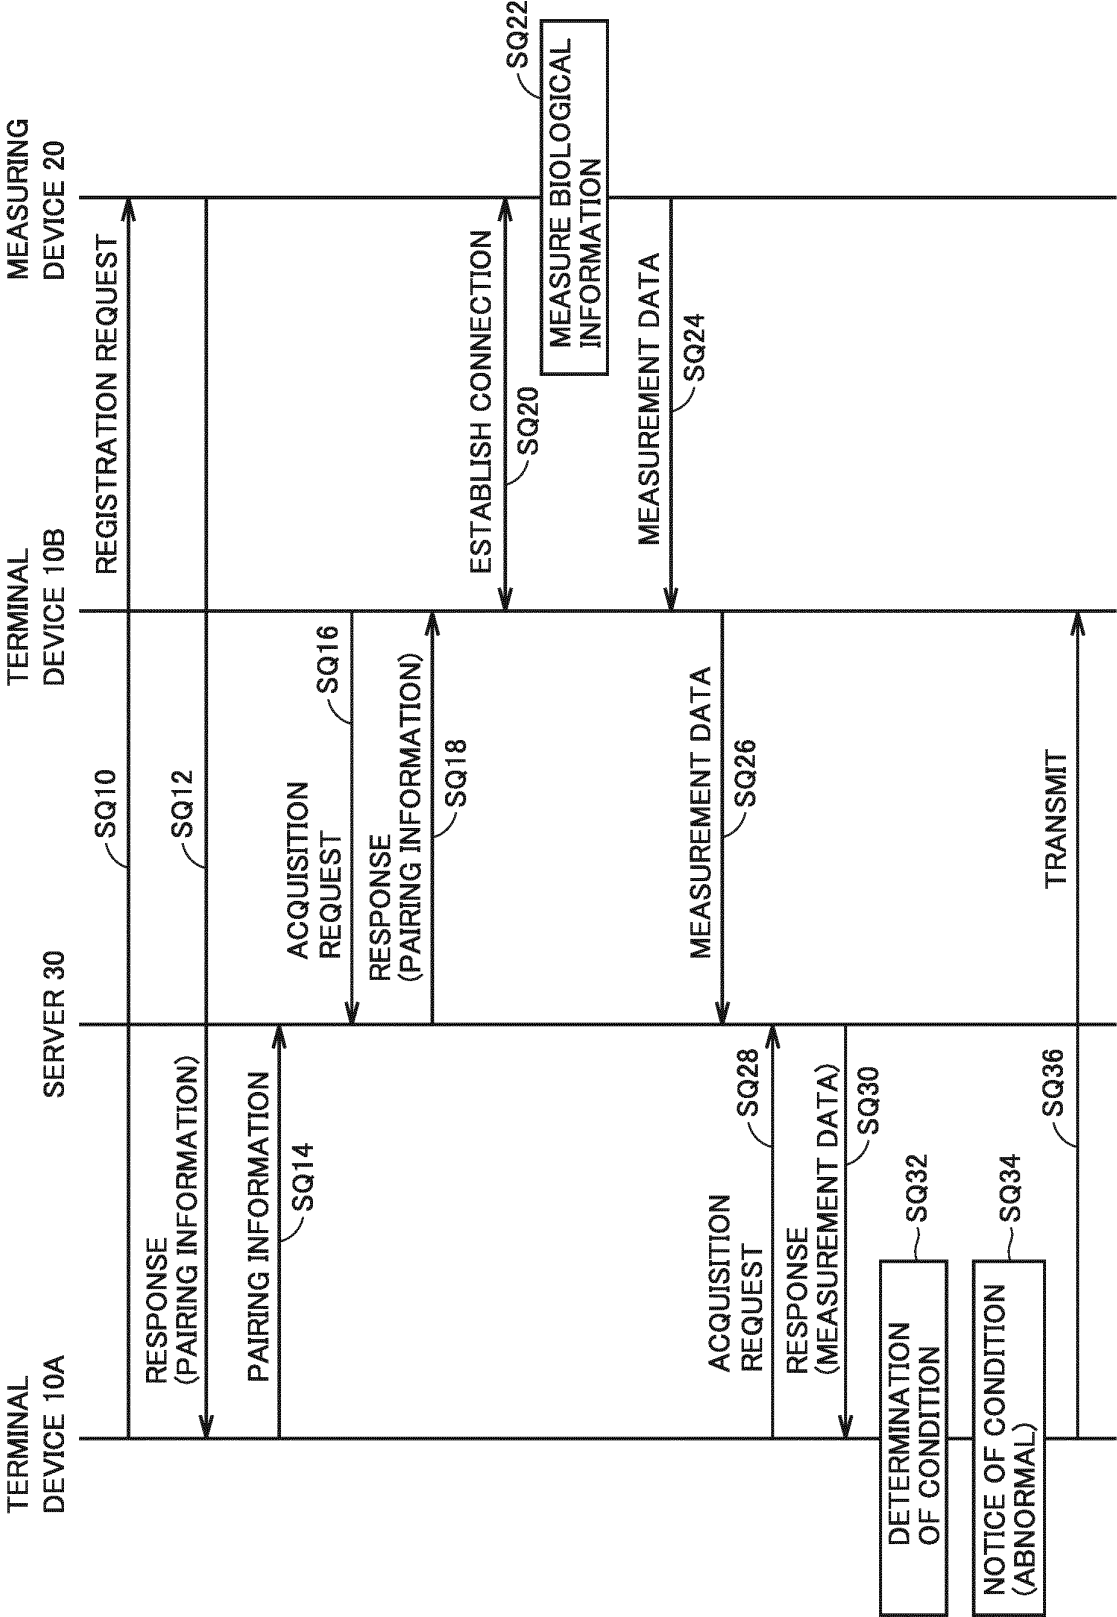 TERMINAL
DEVICE 10A
SERVER 30
TERMINAL
DEVICE 10B
MEASURING
DEVICE 20
SQ10
REGISTRATION REQUEST
RESPONSE
(PAIRING INFORMATION)
SQ12
PAIRING INFORMATION
SQ14
ACQUISITION
REQUEST
SQ16
RESPONSE
(PAIRING INFORMATION)
SQ18
ESTABLISH CONNECTION
SQ20
SQ22
MEASURE BIOLOGICAL
INFORMATION
MEASUREMENT DATA
SQ24
MEASUREMENT DATA
SQ26
ACQUISITION
REQUEST
SQ28
RESPONSE
(MEASUREMENT DATA)
SQ30
DETERMINATION
OF CONDITION
SQ32
NOTICE OF CONDITION
(ABNORMAL)
SQ34
SQ36
TRANSMIT